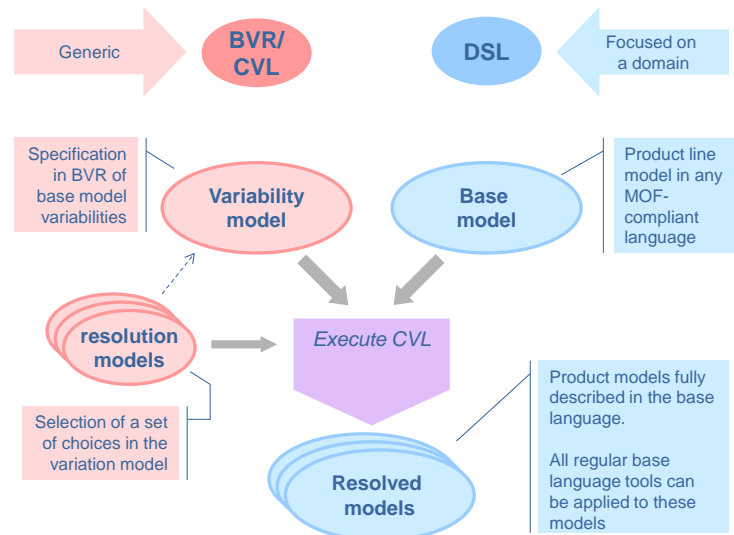 Generic
BVR/
CVL
DSL
Focused on
a domain
Specification
in BVR of
base model
variabilities
Variability
model
Base
model
Product line
model in any
MOF-
compliant
language
resolution
models
Execute CVL
Selection of a set
of choices in the
variation model
Resolved
models
Product models fully
described in the base
language.
All regular base
language tools can
be applied to these
models